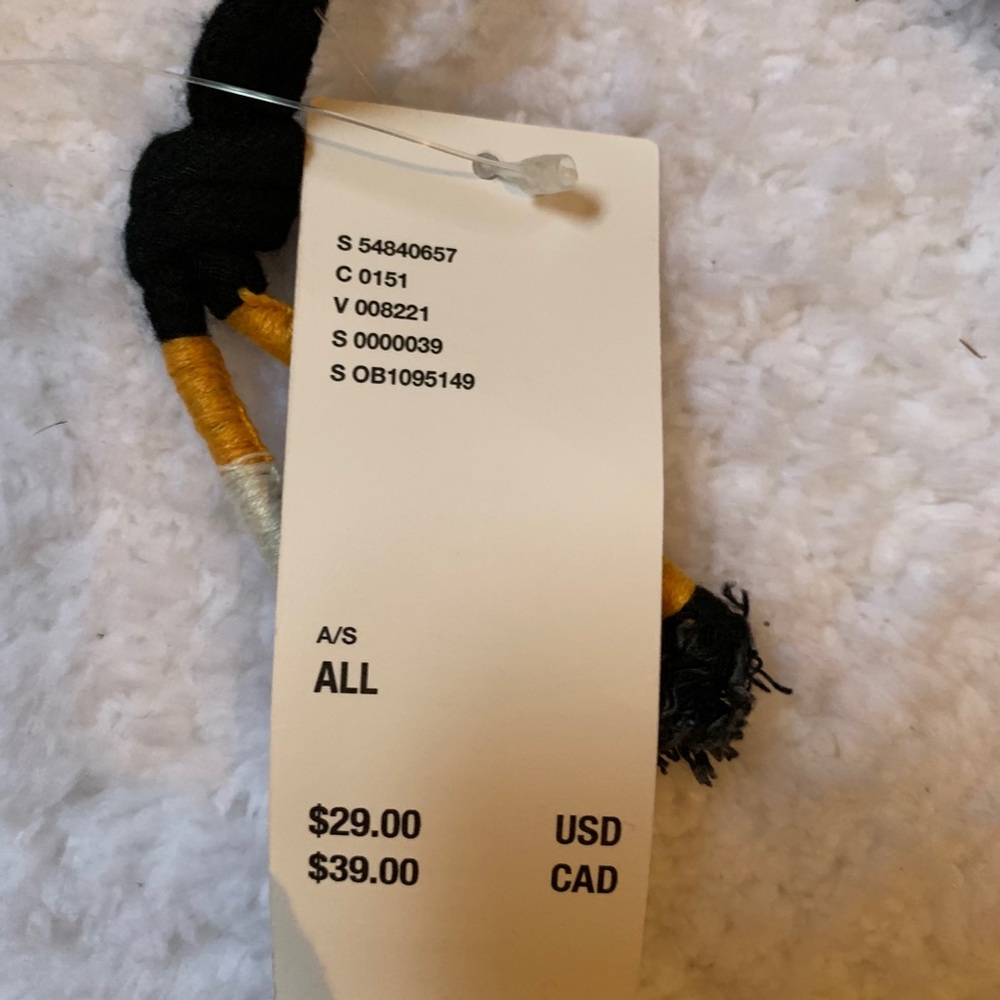 S 54840657
C 0151
V 008221
S 0000039
S OB1095149
A/S
ALL
$29.00 USD
$39.00 CAD